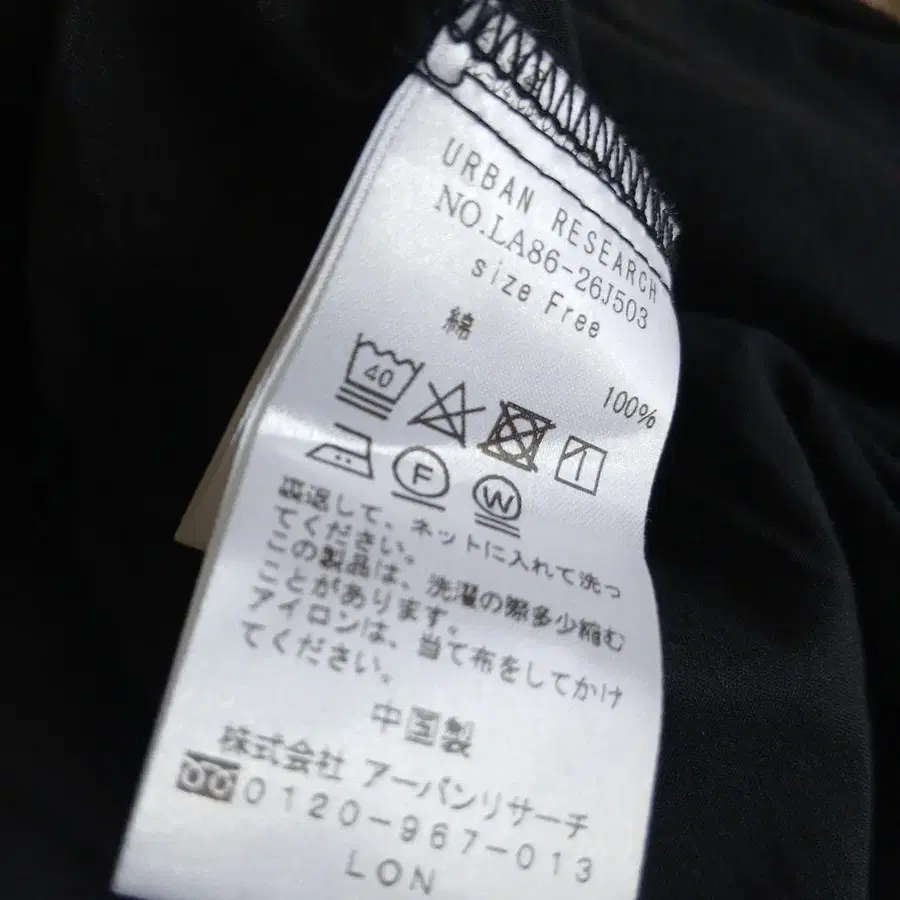 URBAN RESEARCH
NO.LA86-26J503
size Free
綿 100%
40
F W
裏返して、ネットに入れて洗っ
てください。
この製品は、洗濯の際多少縮む
ことがあります。
アイロンは、当て布をしてかけ
てください。
中国製
株式会社 アーバンリサーチ
0120-967-013
LON